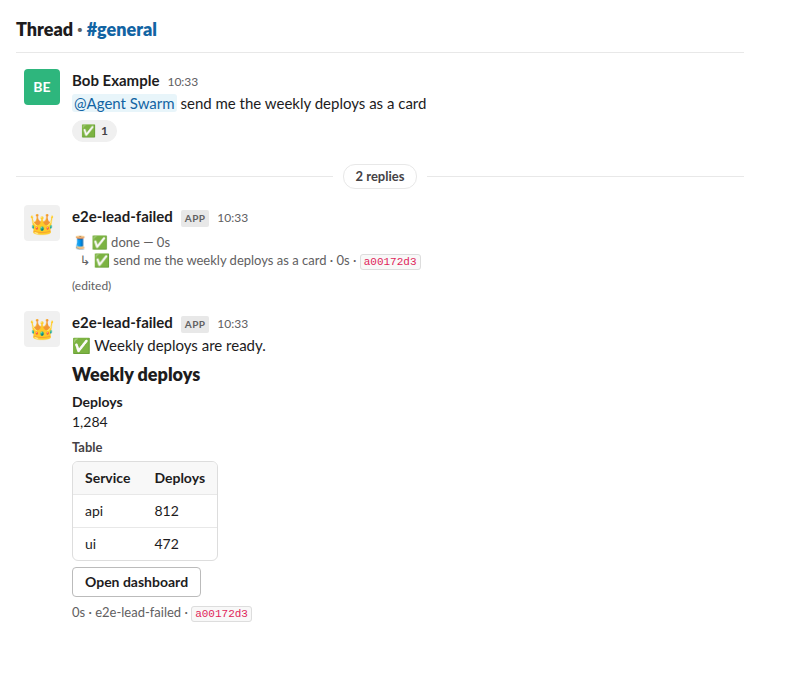 Thread • #general
BE
Bob Example 10:33
@Agent Swarm send me the weekly deploys as a card
✅ 1
2 replies
e2e-lead-failed APP 10:33
🧵 ✅ done — 0s
↳ ✅ send me the weekly deploys as a card · 0s · a00172d3
(edited)
e2e-lead-failed APP 10:33
✅ Weekly deploys are ready.
Weekly deploys
Deploys
1,284
Table
Service Deploys
api 812
ui 472
Open dashboard
0s · e2e-lead-failed · a00172d3